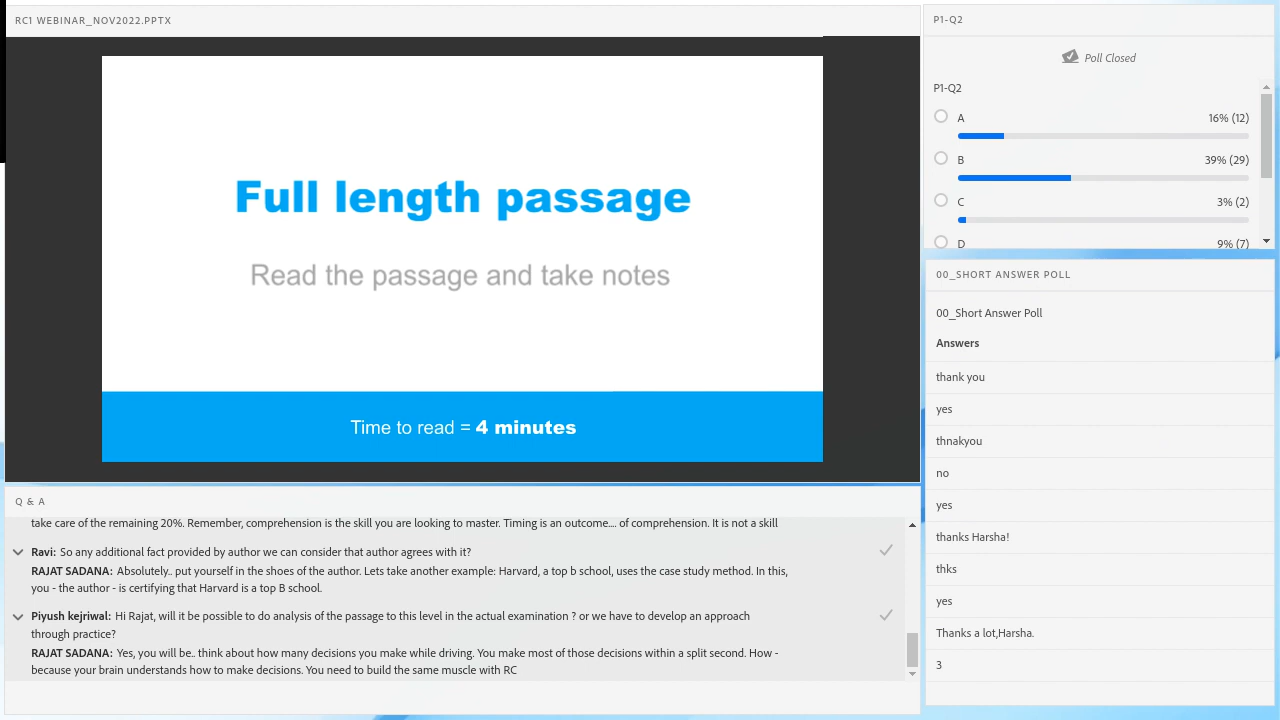 RC1 WEBINAR_NOV2022.PPTX
Full length passage
Read the passage and take notes
Time to read = 4 minutes
Q & A
take care of the remaining 20%. Remember, comprehension is the skill you are looking to master. Timing is an outcome.... of comprehension. It is not a skill
Ravi: So any additional fact provided by author we can consider that author agrees with it?
RAJAT SADANA: Absolutely.. put yourself in the shoes of the author. Lets take another example: Harvard, a top b school, uses the case study method. In this,
you - the author - is certifying that Harvard is a top B school.
Piyush kejriwal: Hi Rajat, will it be possible to do analysis of the passage to this level in the actual examination ? or we have to develop an approach
through practice?
RAJAT SADANA: Yes, you will be.. think about how many decisions you make while driving. You make most of those decisions within a split second. How -
because your brain understands how to make decisions. You need to build the same muscle with RC
P1-Q2
Poll Closed
P1-Q2
A 16% (12)
B 39% (29)
C 3% (2)
D 9% (7)
00_SHORT ANSWER POLL
00_Short Answer Poll
Answers
thank you
yes
thnakyou
no
yes
thanks Harsha!
thks
yes
Thanks a lot,Harsha.
3